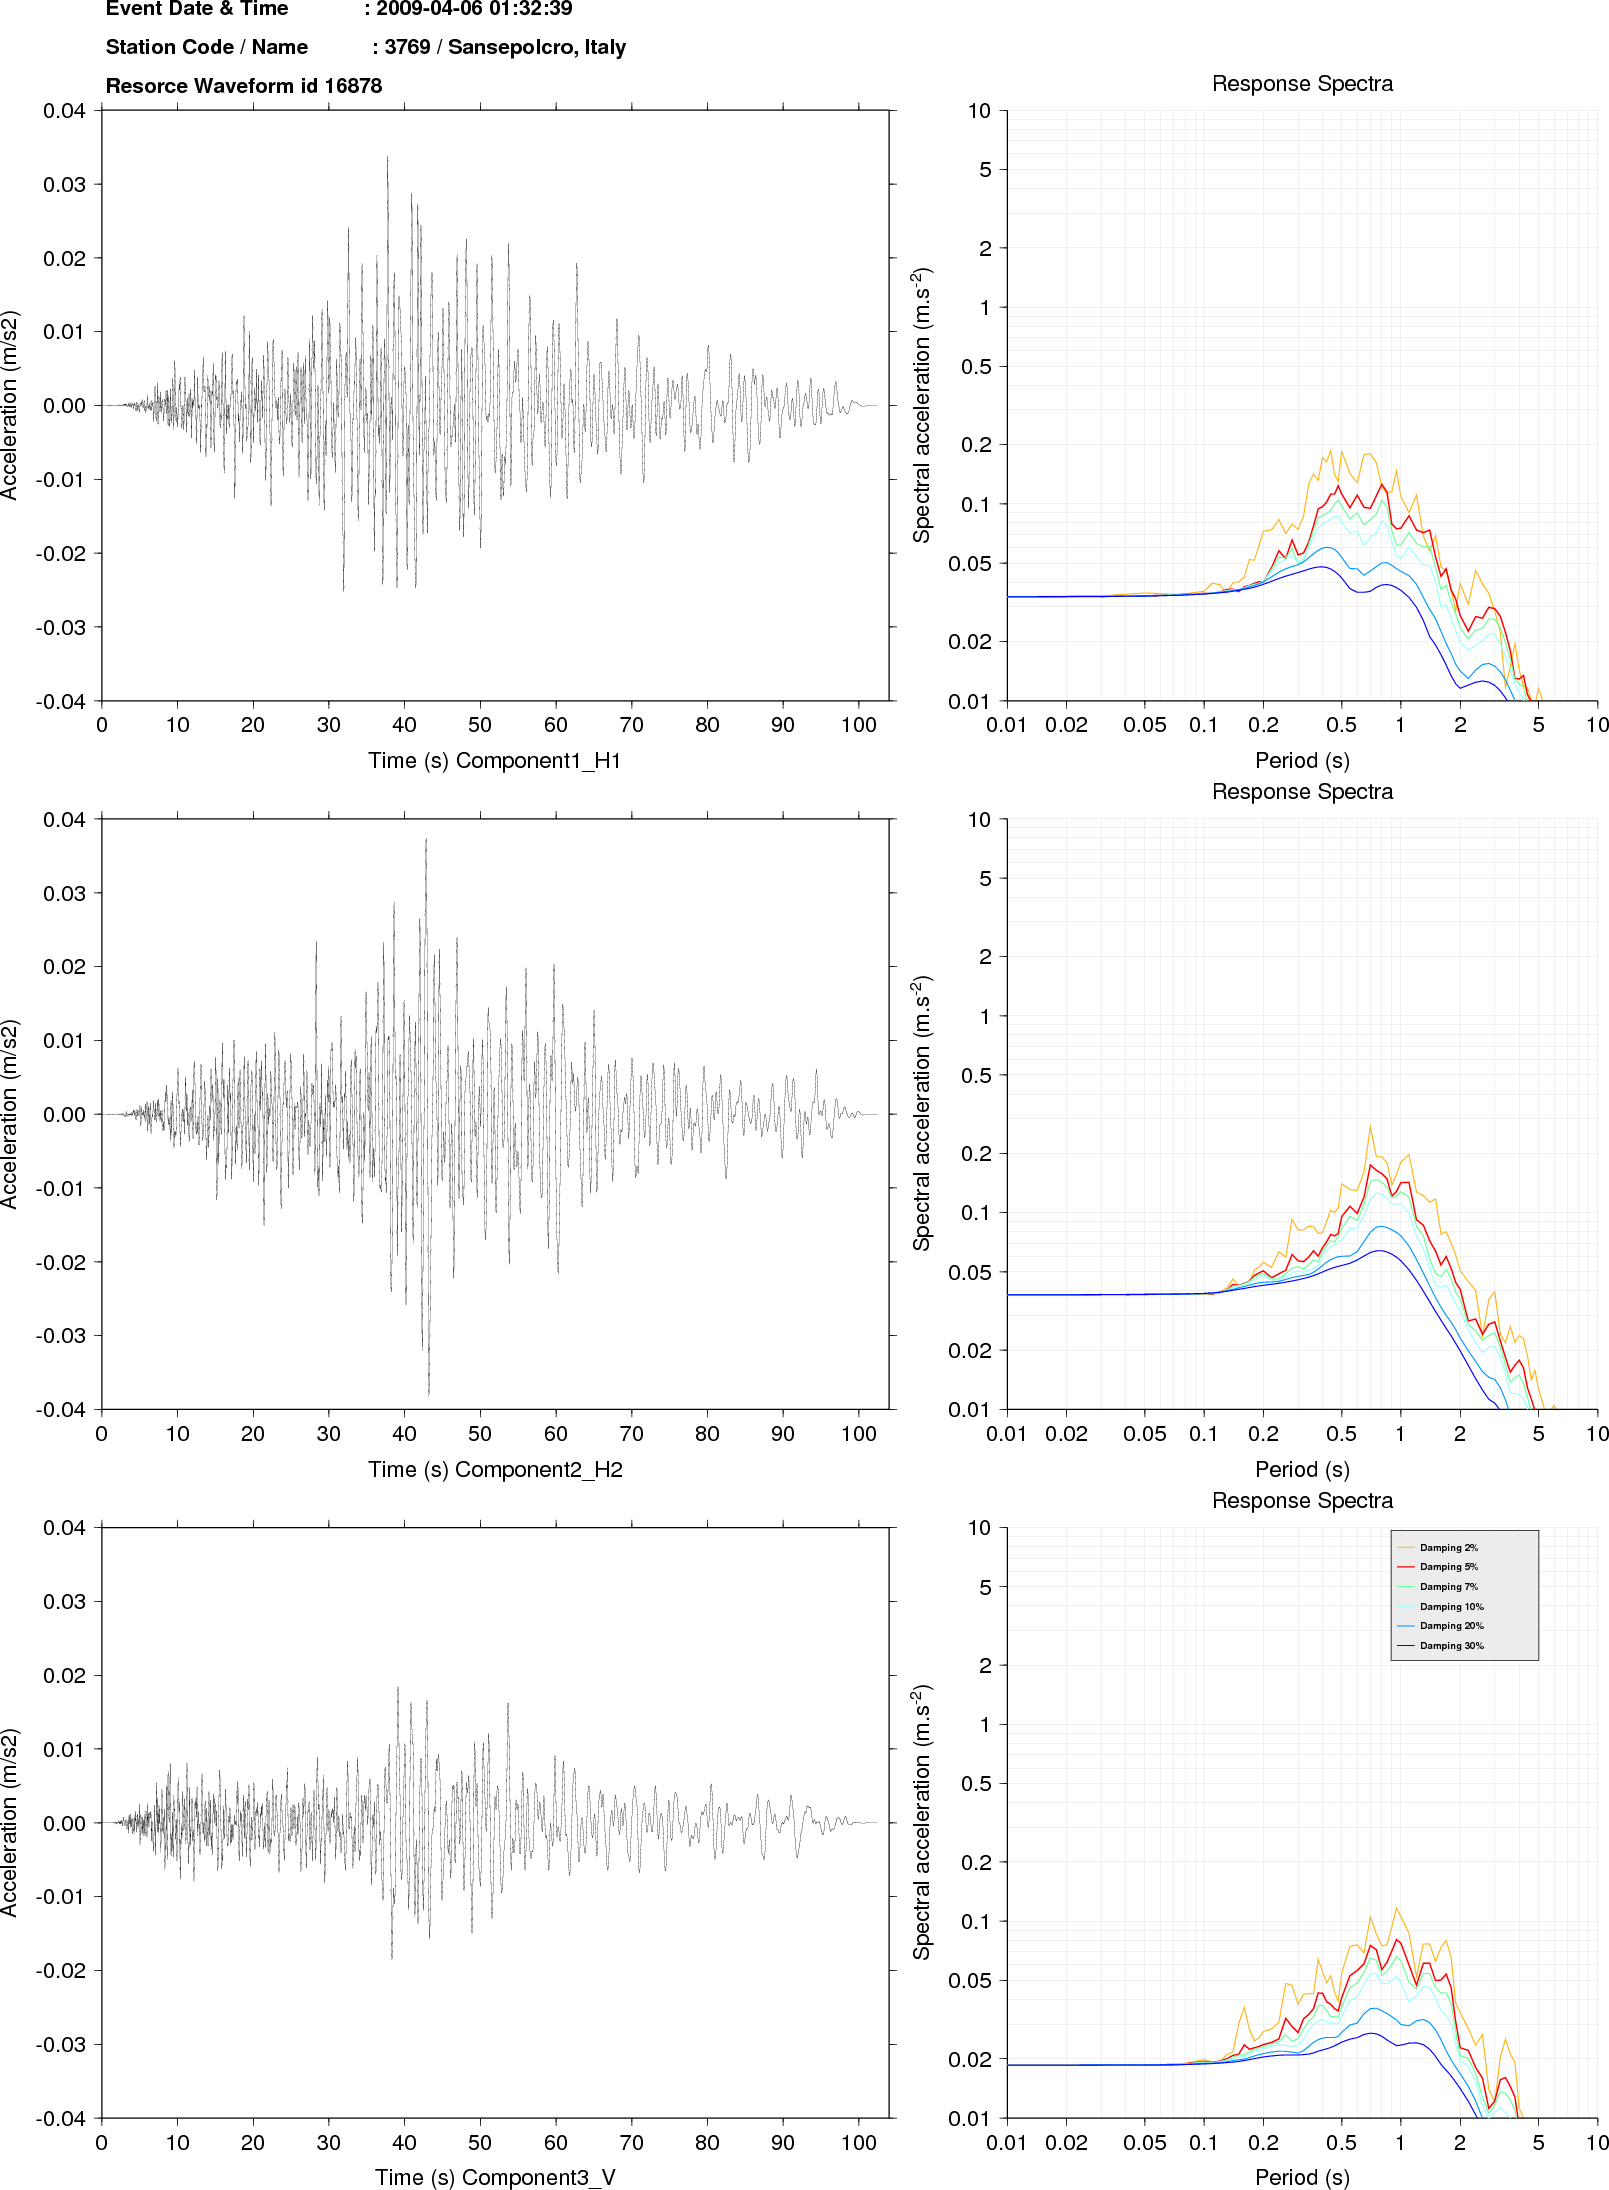 Event Date & Time : 2009-04-06 01:32:39
Station Code / Name : 3769 / Sansepolcro, Italy
Resorce Waveform id 16878
0.04
0.03
0.02
0.01
0.00
-0.01
-0.02
-0.03
-0.04
Acceleration (m/s2)
0 10 20 30 40 50 60 70 80 90 100
Time (s) Component1_H1
Response Spectra
10
5
2
1
0.5
0.2
0.1
0.05
0.02
0.01
Spectral acceleration (m.s-2)
0.01 0.02 0.05 0.1 0.2 0.5 1 2 5 10
Period (s)
0.04
0.03
0.02
0.01
0.00
-0.01
-0.02
-0.03
-0.04
Acceleration (m/s2)
0 10 20 30 40 50 60 70 80 90 100
Time (s) Component2_H2
Response Spectra
10
5
2
1
0.5
0.2
0.1
0.05
0.02
0.01
Spectral acceleration (m.s-2)
0.01 0.02 0.05 0.1 0.2 0.5 1 2 5 10
Period (s)
0.04
0.03
0.02
0.01
0.00
-0.01
-0.02
-0.03
-0.04
Acceleration (m/s2)
0 10 20 30 40 50 60 70 80 90 100
Time (s) Component3_V
Response Spectra
10
5
2
1
0.5
0.2
0.1
0.05
0.02
0.01
Spectral acceleration (m.s-2)
Damping 2%
Damping 5%
Damping 7%
Damping 10%
Damping 20%
Damping 30%
0.01 0.02 0.05 0.1 0.2 0.5 1 2 5 10
Period (s)